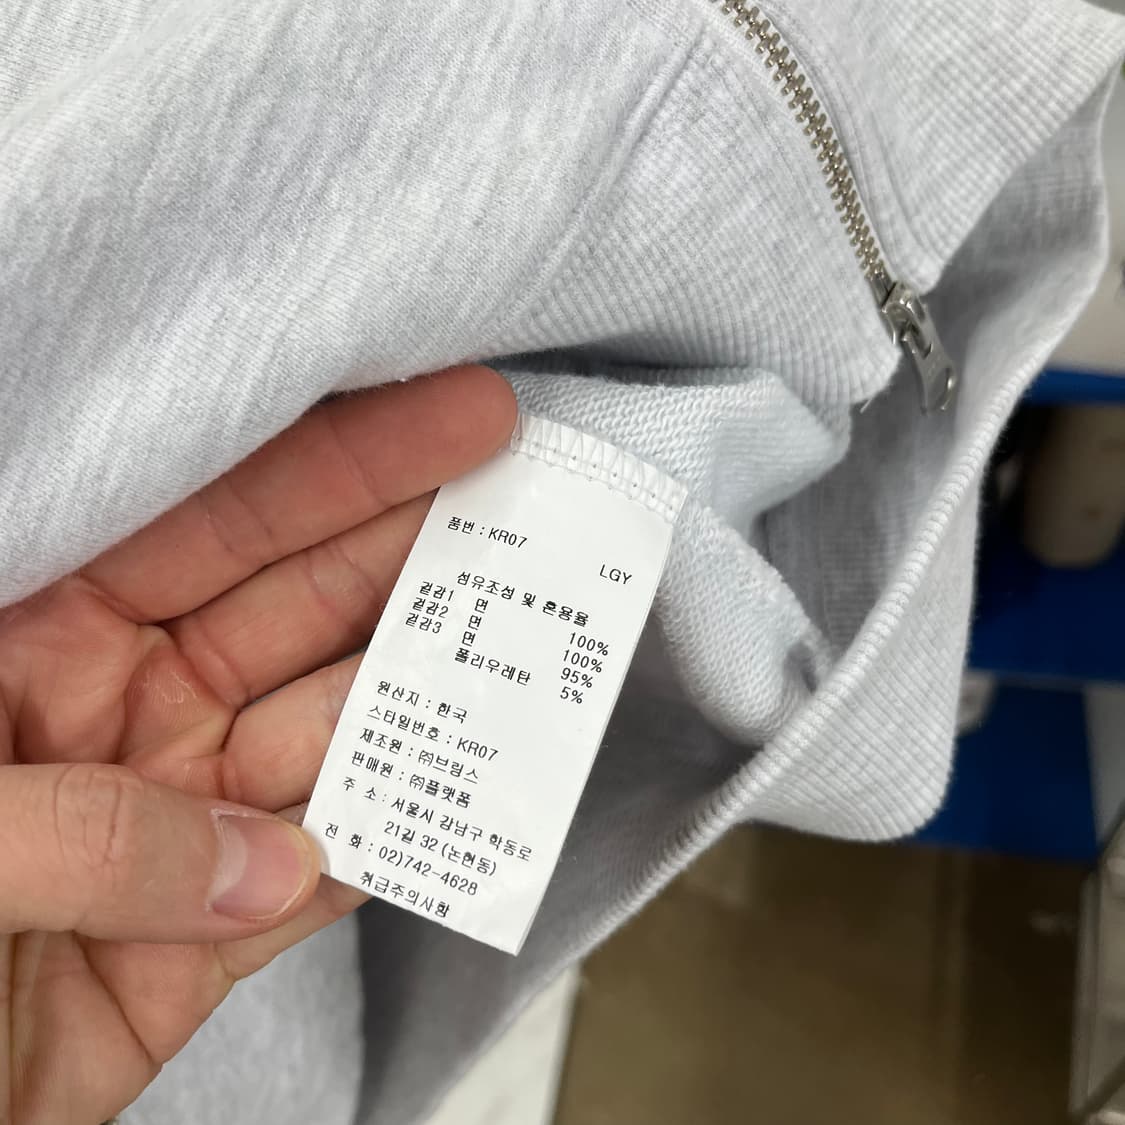 품번 : KR07
LGY
섬유조성 및 혼용율
겉감1 면 100%
겉감2 면 100%
겉감3 면 95%
폴리우레탄 5%
원산지 : 한국
스타일번호 : KR07
제조원 : ㈜브링스
판매원 : ㈜플랫폼
주 소 : 서울시 강남구 학동로
21길 32 (논현동)
전 화 : 02)742-4628
취급주의사항